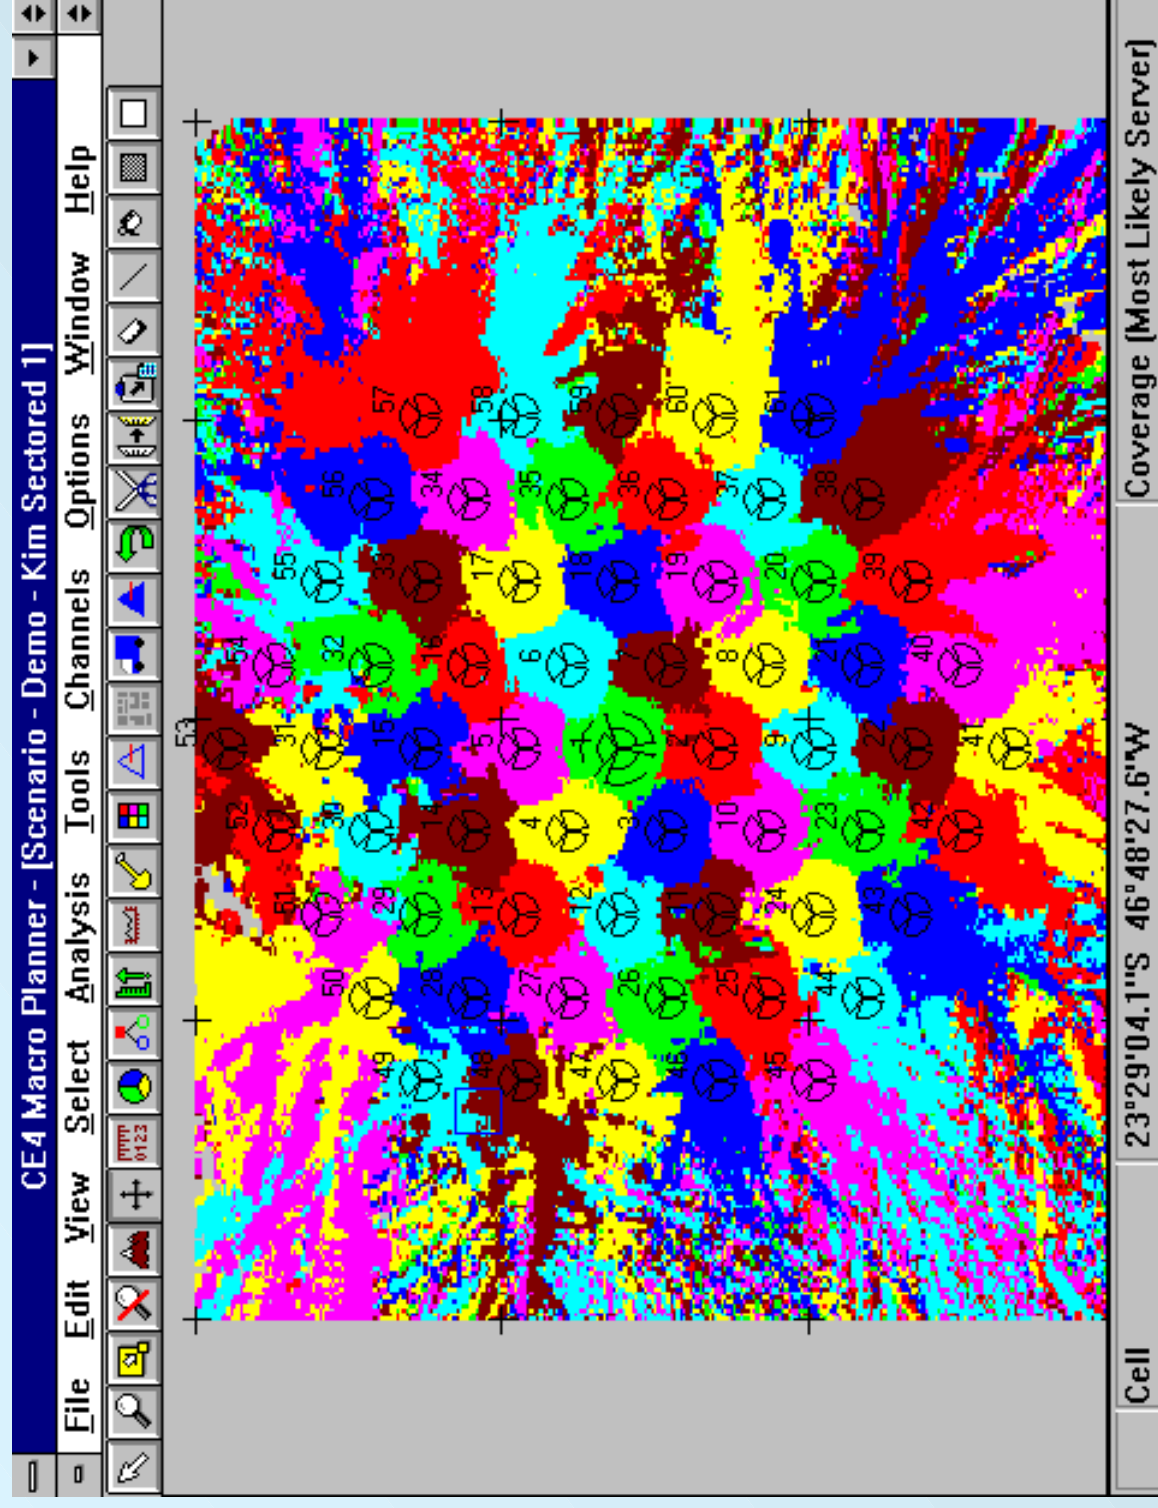 CE4 Macro Planner - [Scenario - Demo - Kim Sectored 1]
File Edit View Select Analysis Tools Channels Options Window Help
0123
53
52 54
51 31 55
50 30 32 56
49 29 15 33 57
28 14 16 34
48 13 5 17 58
27 4 6 35
47 12 1 18 59
26 3 7 36
46 11 2 19 60
25 10 8 37
45 24 9 20 61
44 23 21 38
43 22 39
42 40
41
Cell 23°29'04.1"S 46°48'27.6"W Coverage (Most Likely Server)